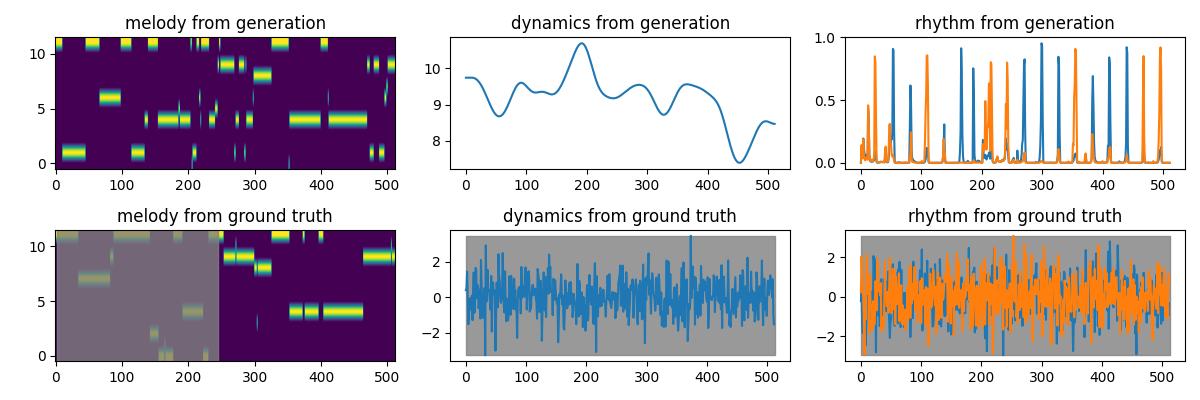 melody from generation
10
5
0
0 100 200 300 400 500
dynamics from generation
10
9
8
0 100 200 300 400 500
rhythm from generation
1.0
0.5
0.0
0 100 200 300 400 500
melody from ground truth
10
5
0
0 100 200 300 400 500
dynamics from ground truth
2
0
−2
0 100 200 300 400 500
rhythm from ground truth
2
0
−2
0 100 200 300 400 500